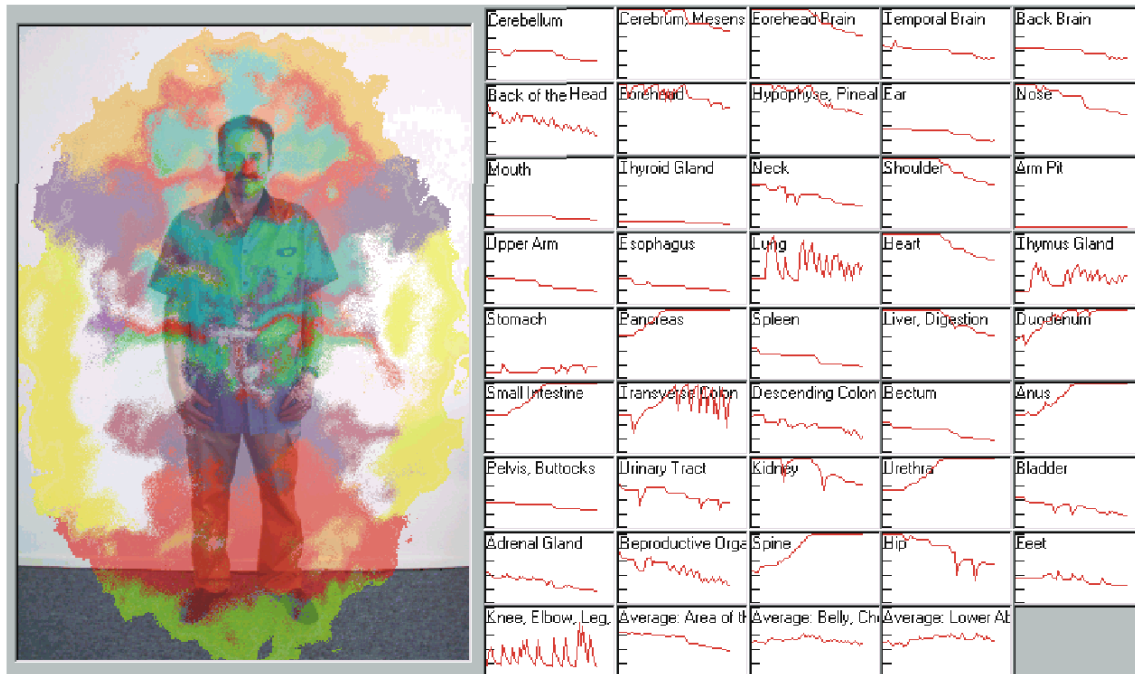 Cerebellum
Cerebrum, Mesens
Forehead Brain
Temporal Brain
Back Brain
Back of the Head
Forehead
Hypophyse, Pineal
Ear
Nose
Mouth
Thyroid Gland
Neck
Shoulder
Arm Pit
Upper Arm
Esophagus
Lung
Heart
Thymus Gland
Stomach
Pancreas
Spleen
Liver, Digestion
Duodenum
Small Intestine
Transverse Colon
Descending Colon
Rectum
Anus
Pelvis, Buttocks
Urinary Tract
Kidney
Urethra
Bladder
Adrenal Gland
Reproductive Orga
Spine
Hip
Feet
Knee, Elbow, Leg,
Average: Area of th
Average: Belly, Che
Average: Lower Ab